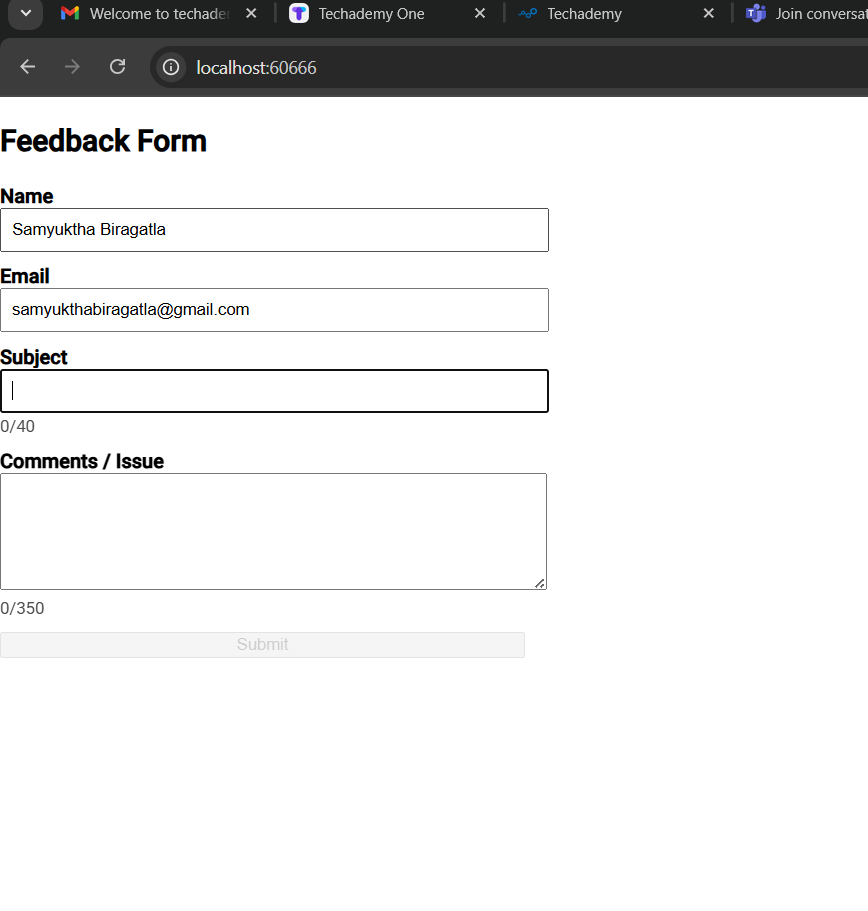 Welcome to techader
Techademy One
Techademy
Join conversat
localhost:60666
Feedback Form
Name
Samyuktha Biragatla
Email
samyukthabiragatla@gmail.com
Subject
0/40
Comments / Issue
0/350
Submit